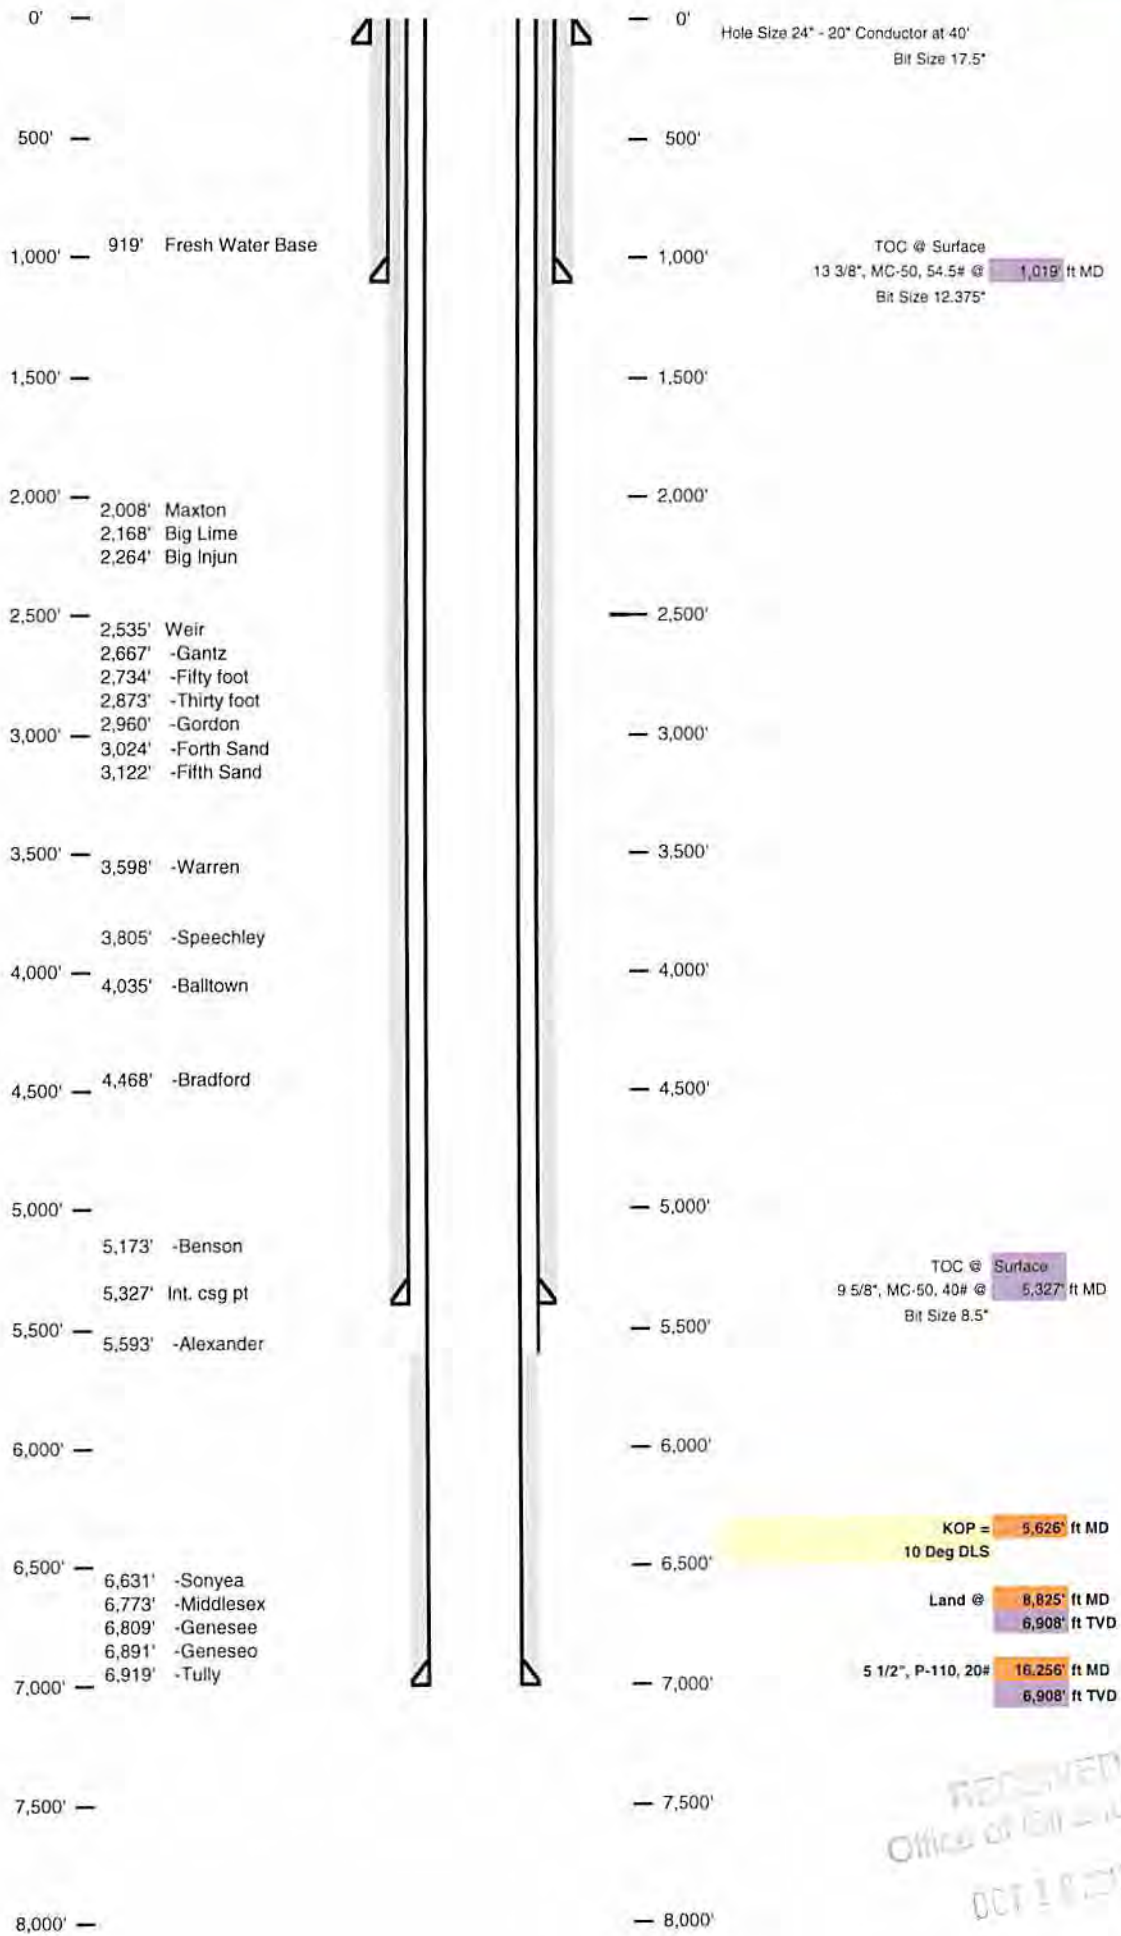 0'
0'
Hole Size 24" - 20" Conductor at 40'
Bit Size 17.5"
500'
500'
919' Fresh Water Base
1,000'
1,000'
TOC @ Surface
13 3/8", MC-50, 54.5# @ 1,019' ft MD
Bit Size 12.375"
1,500'
1,500'
2,000'
2,000'
2,008' Maxton
2,168' Big Lime
2,264' Big Injun
2,500'
2,500'
2,535' Weir
2,667' -Gantz
2,734' -Fifty foot
2,873' -Thirty foot
2,960' -Gordon
3,000'
3,000'
3,024' -Forth Sand
3,122' -Fifth Sand
3,500'
3,500'
3,598' -Warren
3,805' -Speechley
4,000'
4,000'
4,035' -Balltown
4,468' -Bradford
4,500'
4,500'
5,000'
5,000'
5,173' -Benson
5,327' Int. csg pt
TOC @ Surface
9 5/8", MC-50, 40# @ 5,327' ft MD
Bit Size 8.5"
5,500'
5,500'
5,593' -Alexander
6,000'
6,000'
KOP = 5,626' ft MD
10 Deg DLS
6,500'
6,500'
6,631' -Sonyea
6,773' -Middlesex
6,809' -Genesee
6,891' -Geneseo
6,919' -Tully
Land @ 8,825' ft MD
6,908' ft TVD
5 1/2", P-110, 20# 16,256' ft MD
6,908' ft TVD
7,000'
7,000'
7,500'
7,500'
8,000'
8,000'
RECEIVED
Office of Oil
OCT